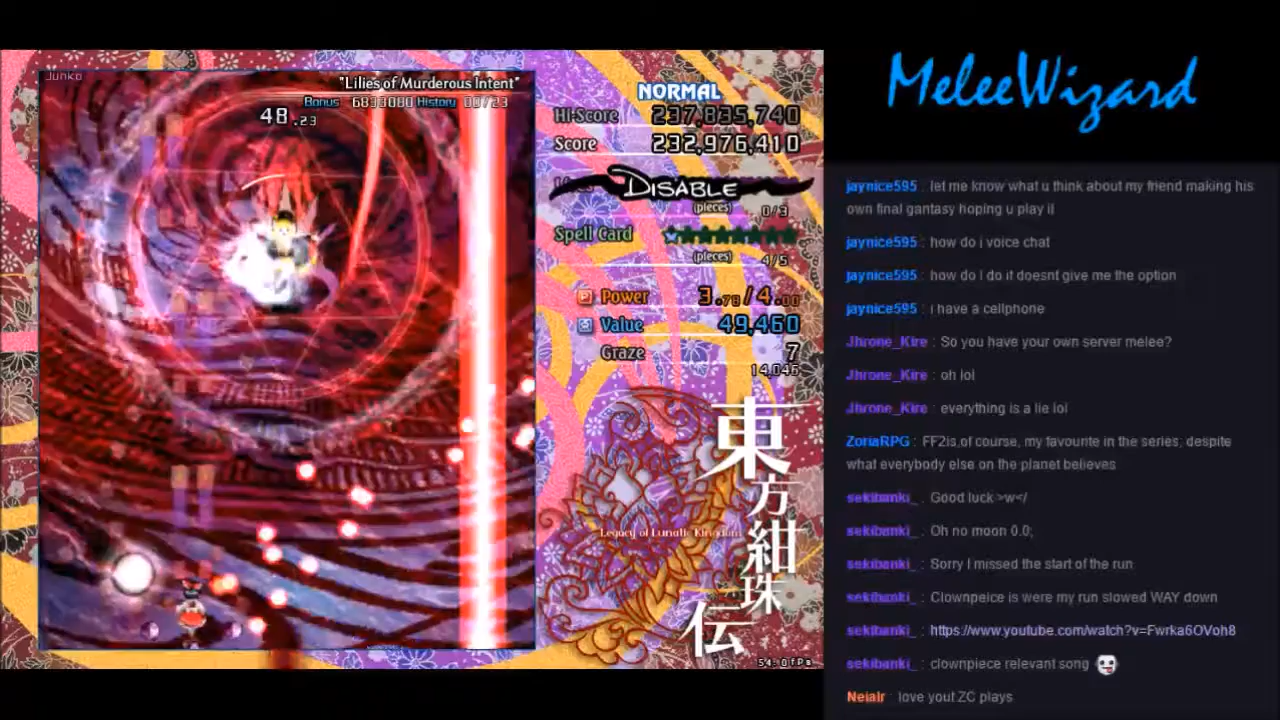 Junko
"Lilies of Murderous Intent"
Bonus 6833080 History 00/23
48.23
NORMAL
Hi-Score 237,835,740
Score 232,976,410
DISABLE
(pieces) 0/3
Spell Card
(pieces) 4/5
Power 3.78/4.00
Value 49,460
Graze 7
14,046
東方紺珠伝
Legacy of Lunatic Kingdom
54.0fps
MeleeWizard
jaynice595 : let me know what u think about my friend making his
own final gantasy hoping u play ii
jaynice595 : how do i voice chat
jaynice595 : how do I do it doesnt give me the option
jaynice595 : i have a cellphone
Jhrone_Kire : So you have your own server melee?
Jhrone_Kire : oh lol
Jhrone_Kire : everything is a lie lol
ZoriaRPG : FF2is,of course, my favourite in the series; despite
what everybody else on the planet believes
sekibanki_ : Good luck >w</
sekibanki_ : Oh no moon 0.0;
sekibanki_ : Sorry I missed the start of the run
sekibanki_ : Clownpeice is were my run slowed WAY down
sekibanki_ : https://www.youtube.com/watch?v=Fwrka6OVoh8
sekibanki_ : clownpiece relevant song
Neialr : love yout ZC plays